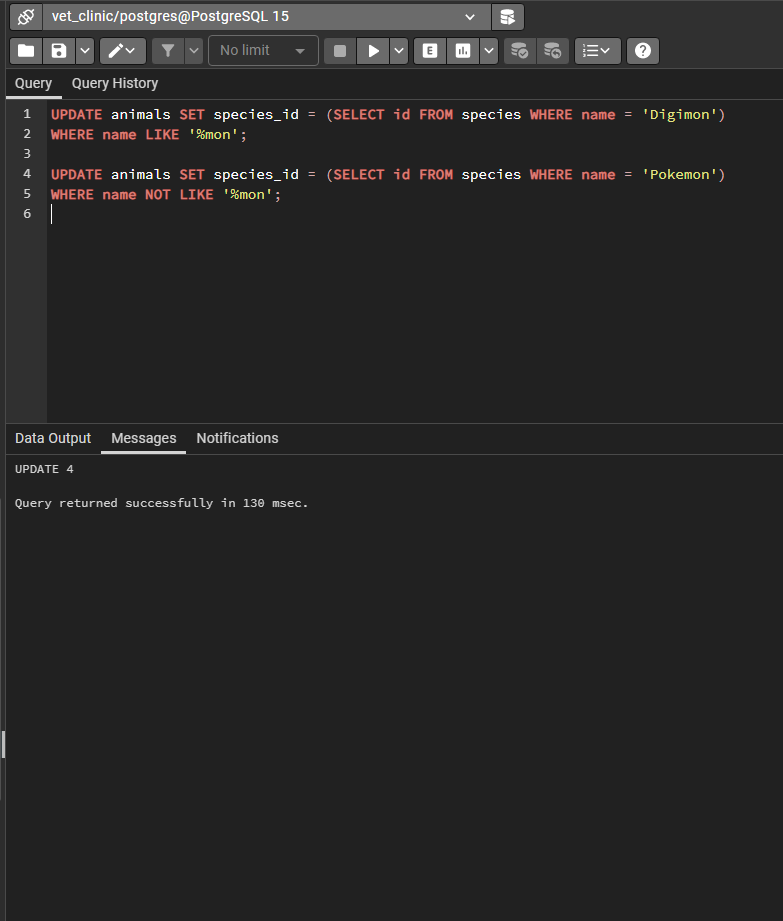 vet_clinic/postgres@PostgreSQL 15
No limit
E
Query Query History
1 UPDATE animals SET species_id = (SELECT id FROM species WHERE name = 'Digimon')
2 WHERE name LIKE '%mon';
3
4 UPDATE animals SET species_id = (SELECT id FROM species WHERE name = 'Pokemon')
5 WHERE name NOT LIKE '%mon';
6
Data Output Messages Notifications
UPDATE 4
Query returned successfully in 130 msec.